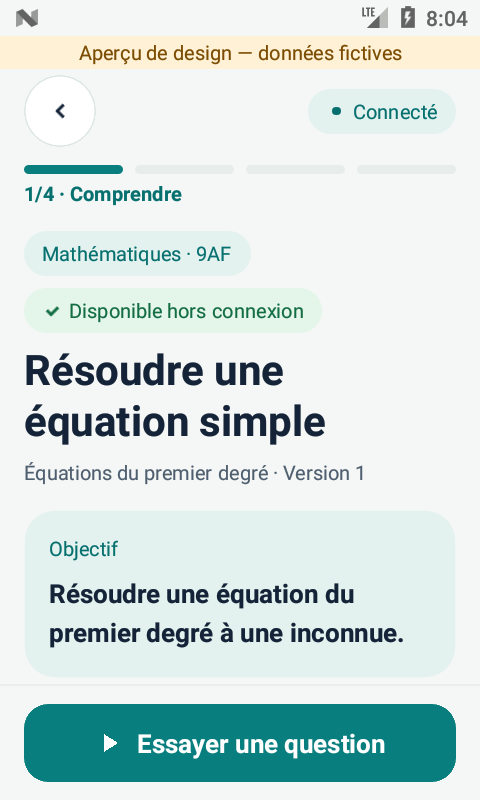 LTE 8:04
Aperçu de design — données fictives
Connecté
1/4 · Comprendre
Mathématiques · 9AF
Disponible hors connexion
Résoudre une
équation simple
Équations du premier degré · Version 1
Objectif
Résoudre une équation du
premier degré à une inconnue.
Essayer une question